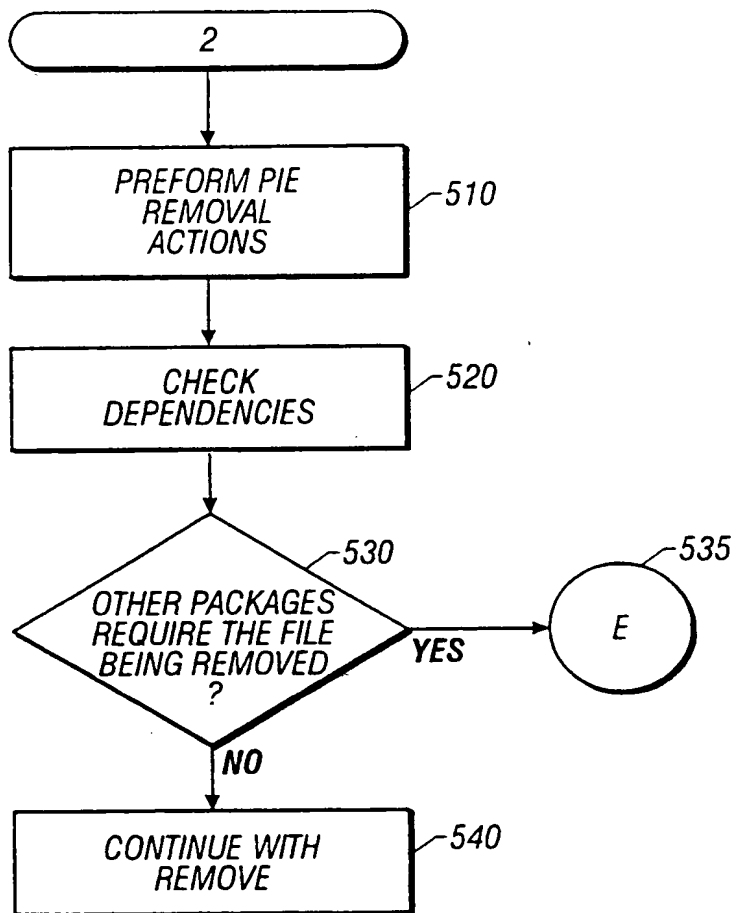 2
PREFORM PIE
REMOVAL
ACTIONS
510
CHECK
DEPENDENCIES
520
530
OTHER PACKAGES
REQUIRE THE FILE
BEING REMOVED
?
YES
535
E
NO
CONTINUE WITH
REMOVE
540